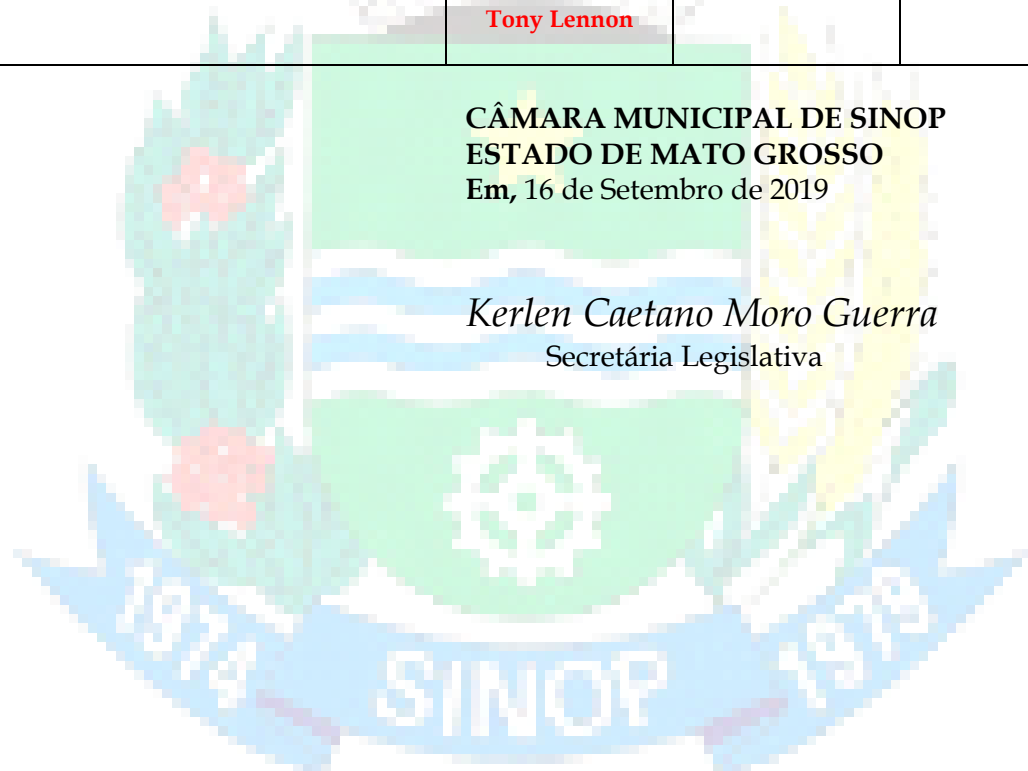 Tony Lennon
CÂMARA MUNICIPAL DE SINOP
ESTADO DE MATO GROSSO
Em, 16 de Setembro de 2019
Kerlen Caetano Moro Guerra
Secretária Legislativa
1974 SINOP 1979